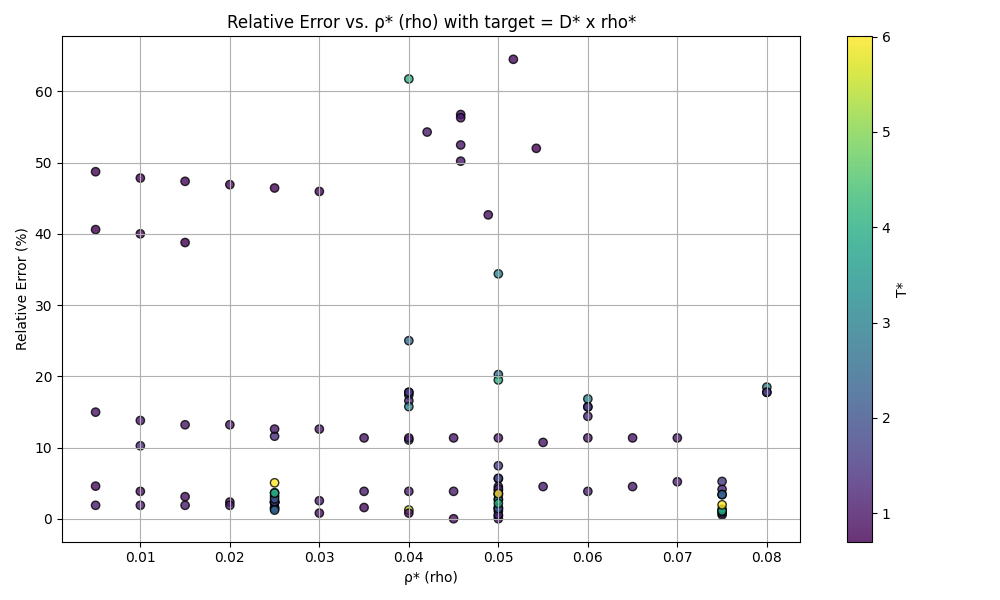 Relative Error vs. ρ* (rho) with target = D* x rho*
Relative Error (%)
60
50
40
30
20
10
0
0.01 0.02 0.03 0.04 0.05 0.06 0.07 0.08
ρ* (rho)
6
5
4
3
2
1
T*